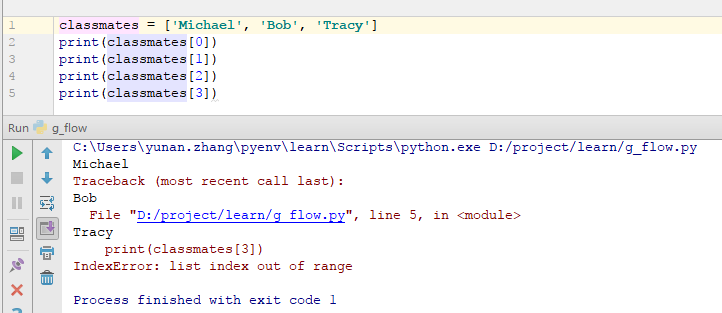 1 classmates = ['Michael', 'Bob', 'Tracy']
2 print(classmates[0])
3 print(classmates[1])
4 print(classmates[2])
5 print(classmates[3])
Run g_flow
C:\Users\yunan.zhang\pyenv\learn\Scripts\python.exe D:/project/learn/g_flow.py
Michael
Traceback (most recent call last):
Bob
  File "D:/project/learn/g_flow.py", line 5, in <module>
Tracy
    print(classmates[3])
IndexError: list index out of range
Process finished with exit code 1